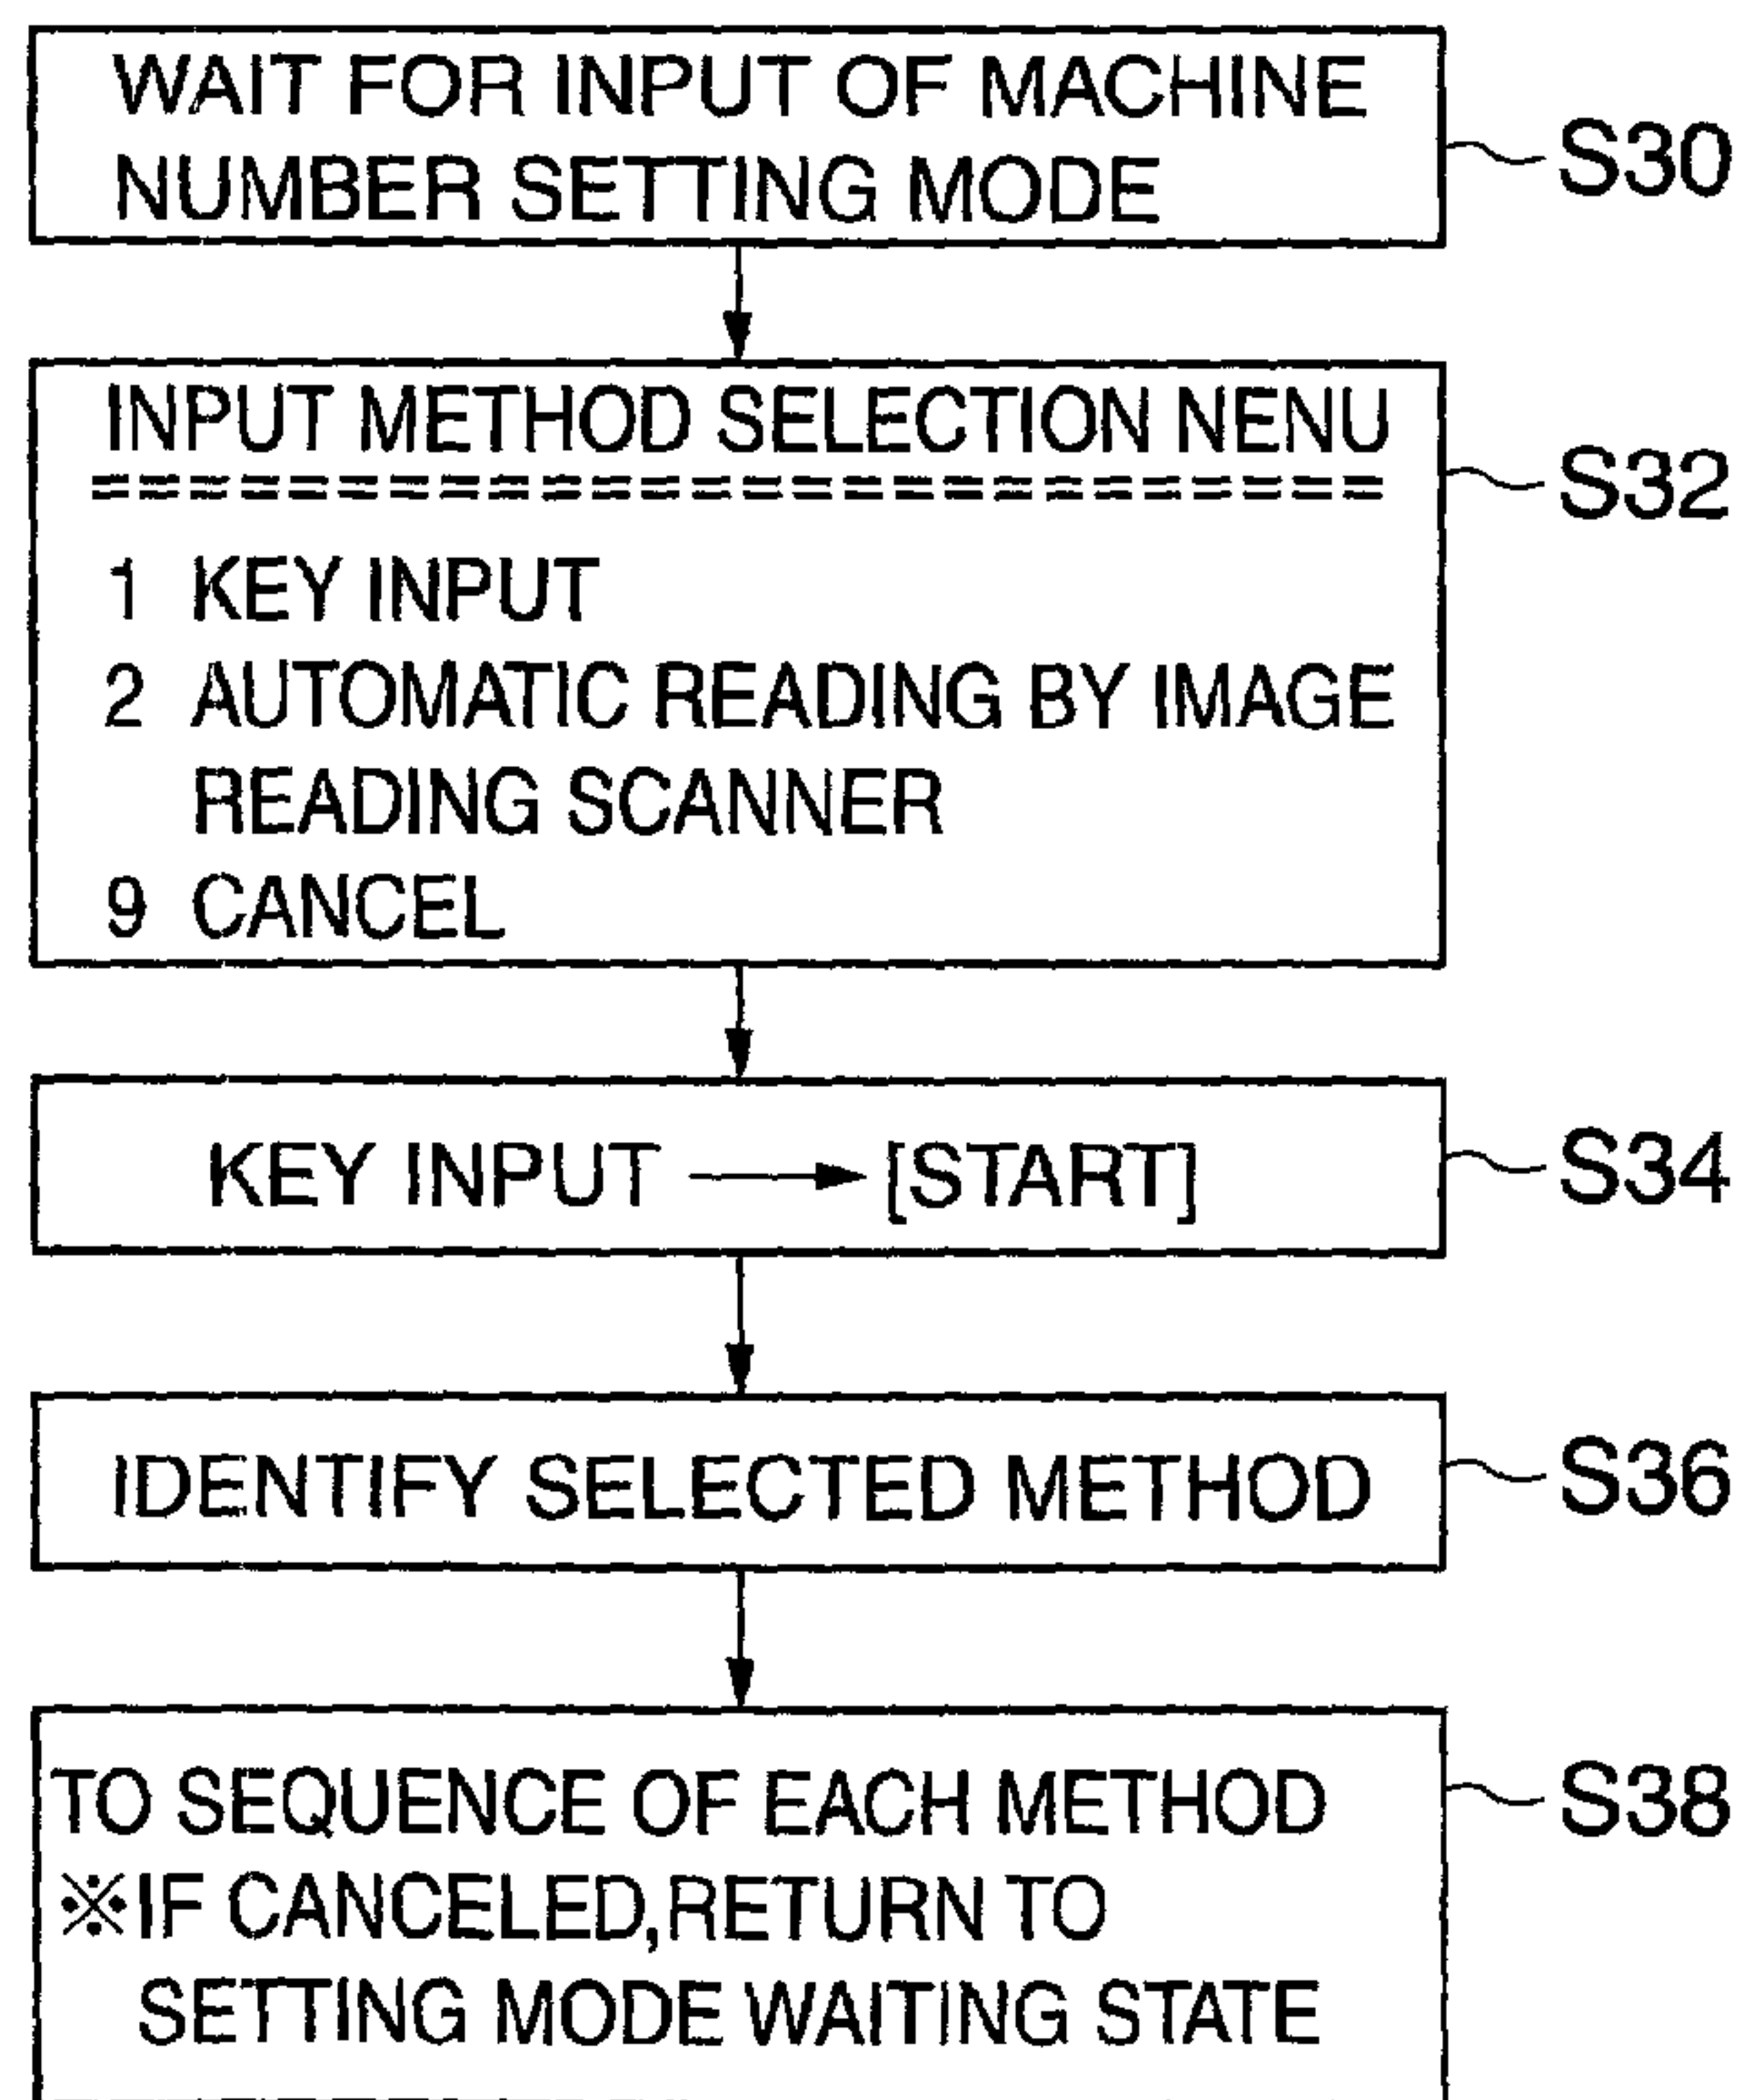 WAIT FOR INPUT OF MACHINE
NUMBER SETTING MODE
S30
INPUT METHOD SELECTION NENU
S32
==========================
1 KEY INPUT
2 AUTOMATIC READING BY IMAGE
READING SCANNER
9 CANCEL
KEY INPUT → [START]
S34
IDENTIFY SELECTED METHOD
S36
TO SEQUENCE OF EACH METHOD
S38
※IF CANCELED,RETURN TO
SETTING MODE WAITING STATE